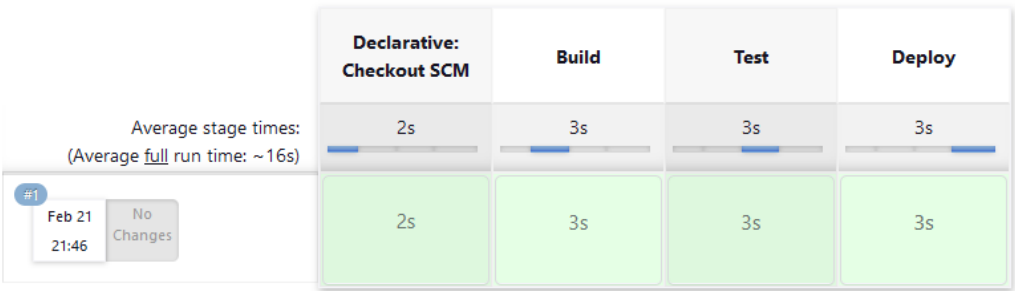 Declarative:
Checkout SCM
Build
Test
Deploy
Average stage times:
(Average full run time: ~16s)
2s
3s
3s
3s
#1
Feb 21
21:46
No
Changes
2s
3s
3s
3s